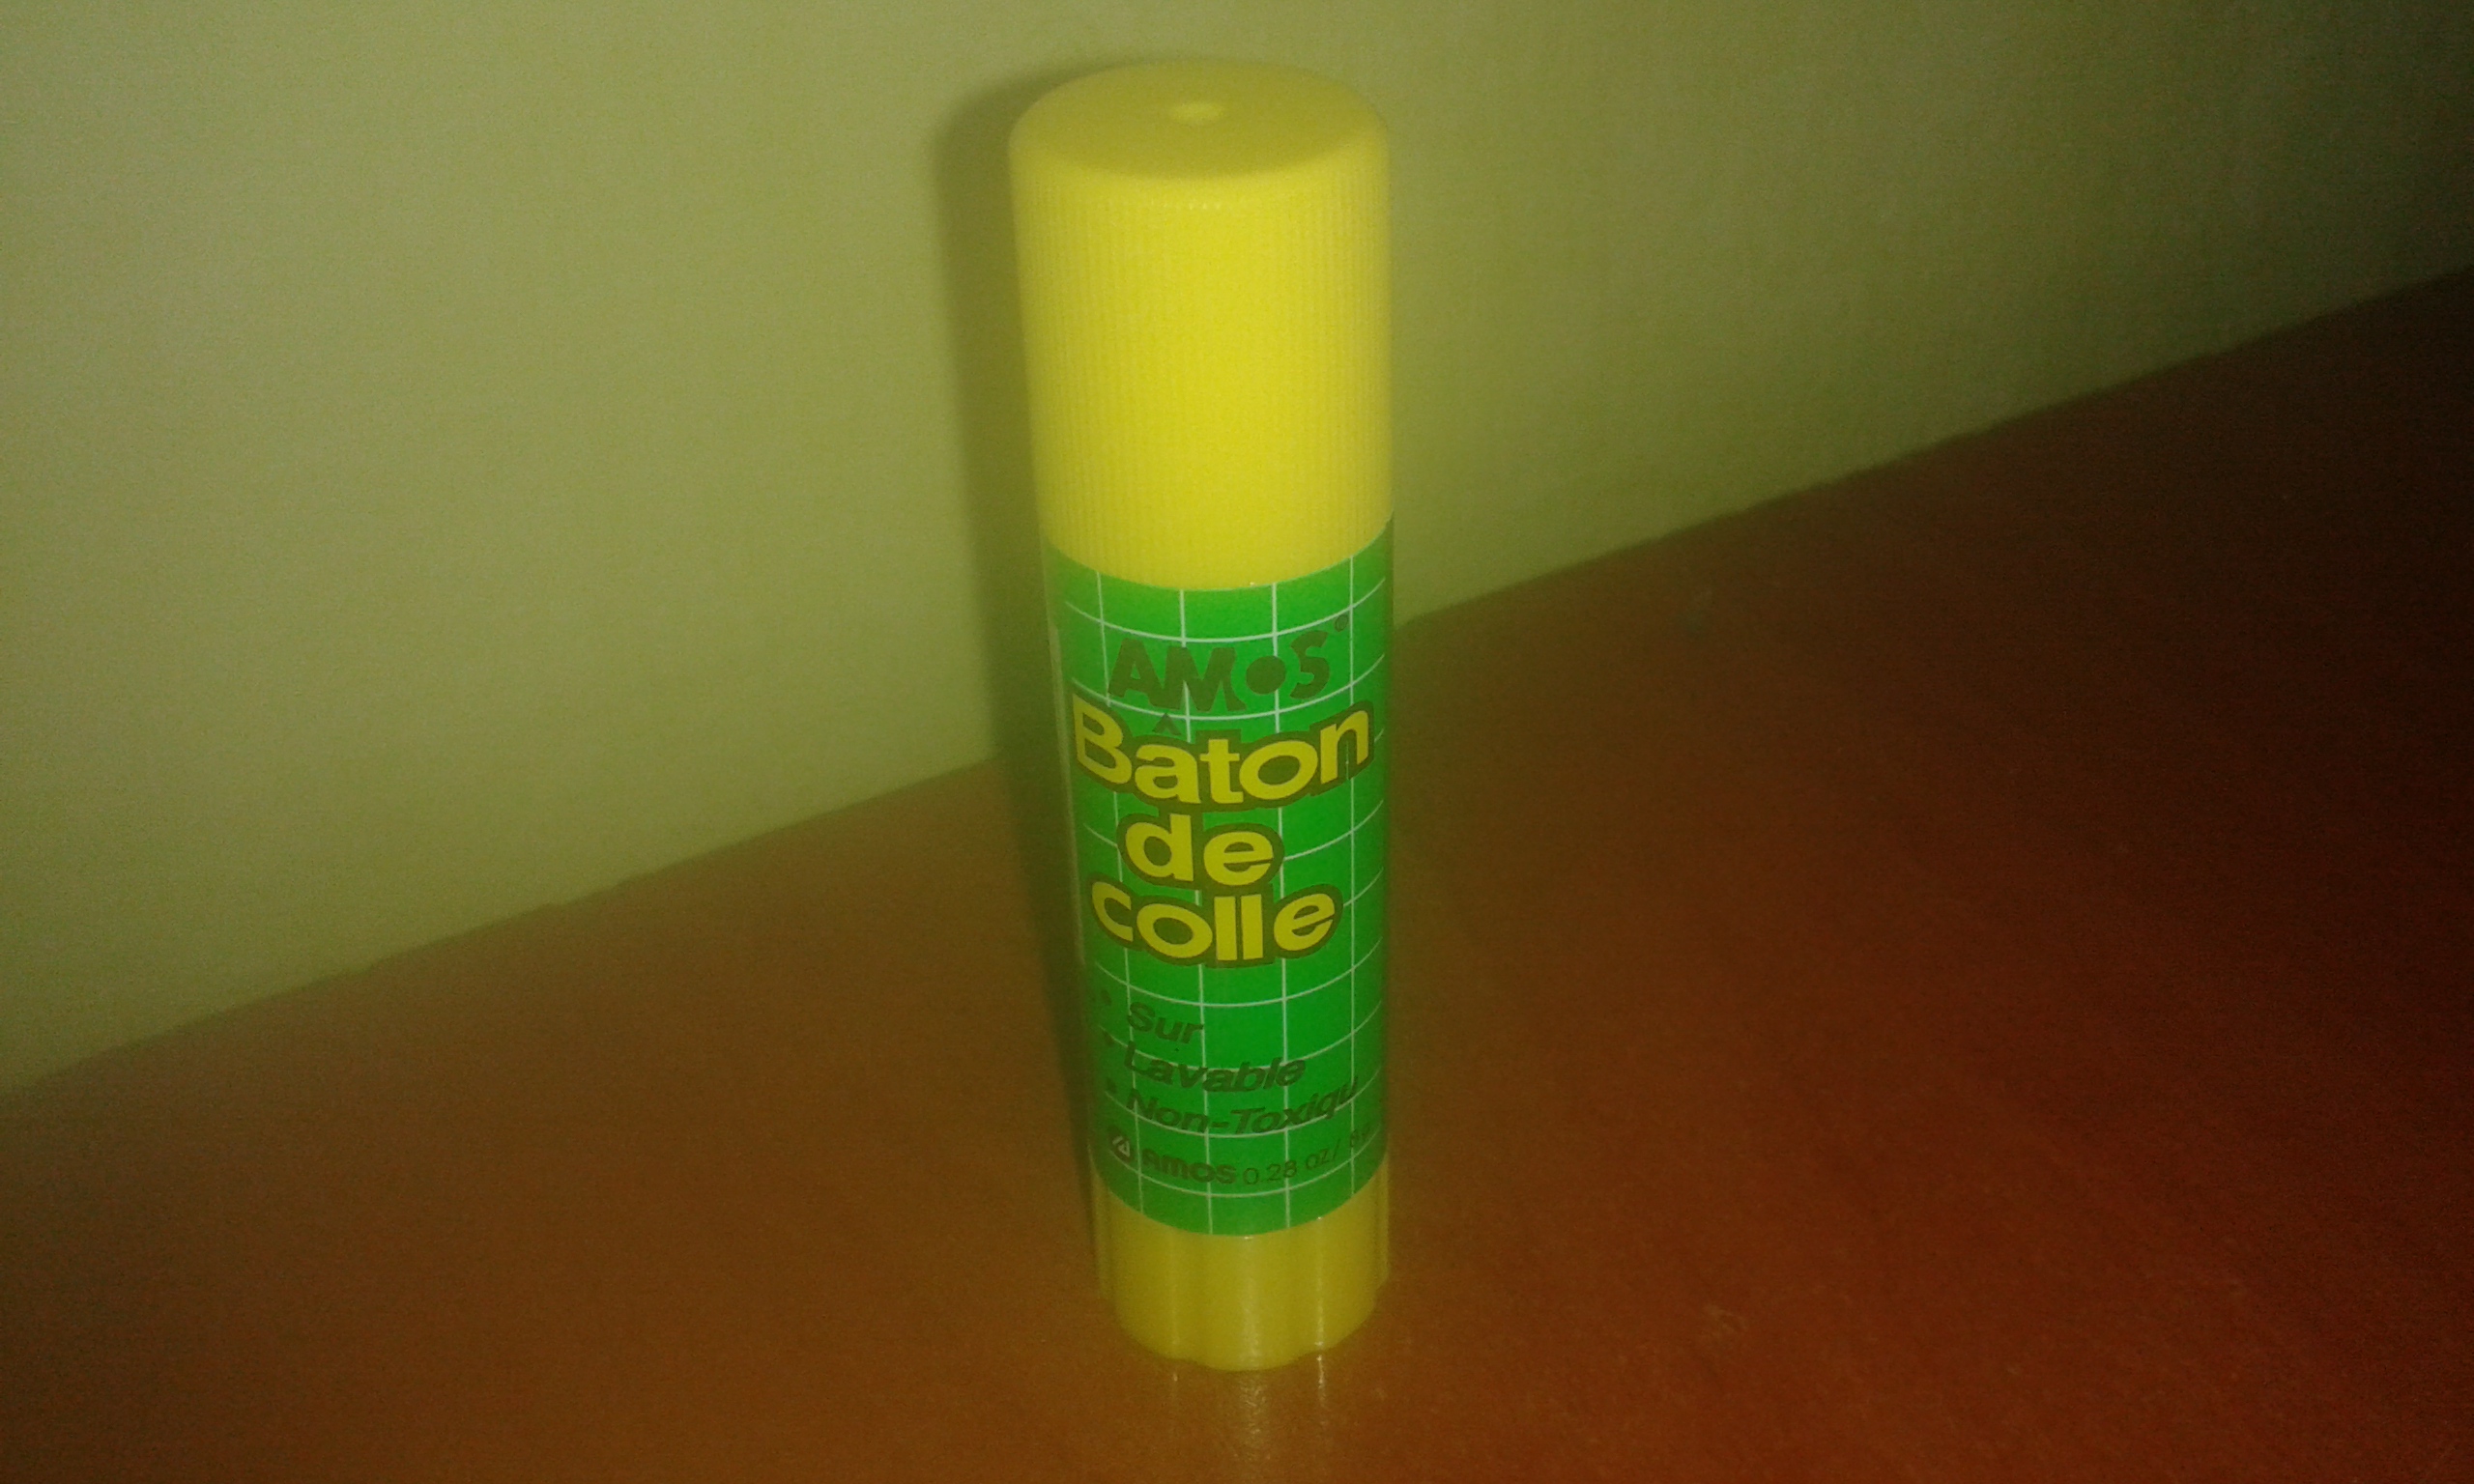 AMOS®
Bâton
de
colle
• Sur
• Lavable
• Non-Toxiqu
AMOS 0.28 oz/